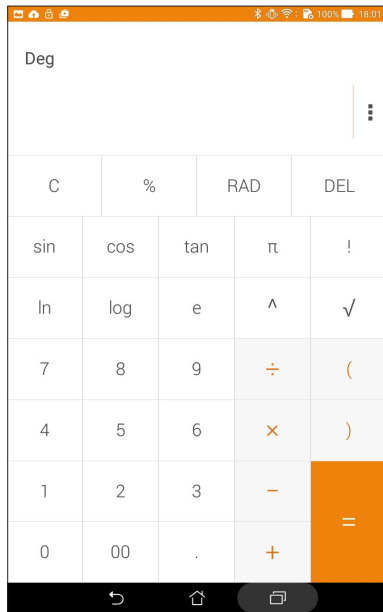 100% 18:01
Deg
C % RAD DEL
sin cos tan π !
ln log e ^ √
7 8 9 ÷ (
4 5 6 × )
1 2 3 −
=
0 00 . +